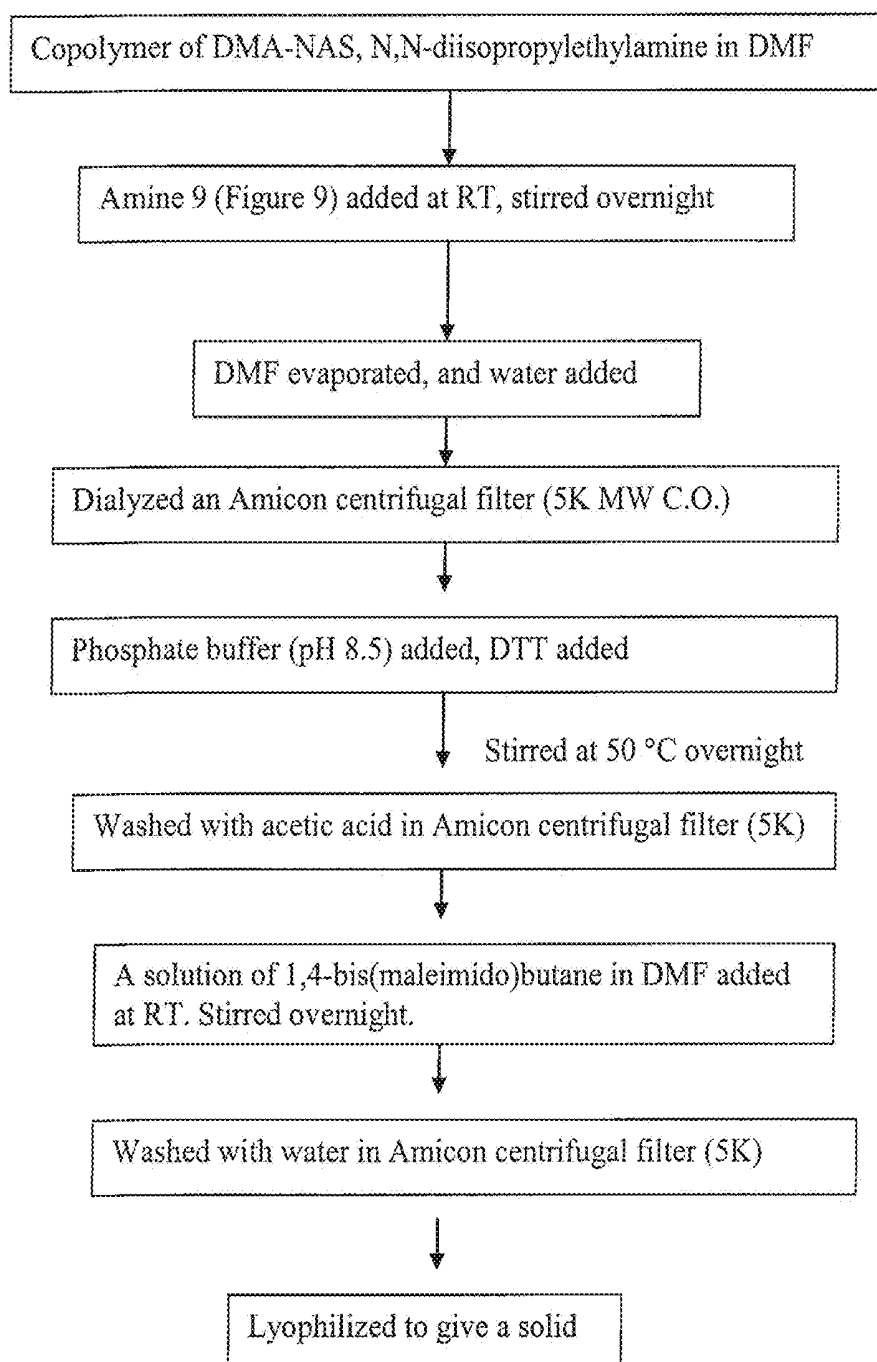 Copolymer of DMA-NAS, N,N-diisopropylethylamine in DMF
Amine 9 (Figure 9) added at RT, stirred overnight
DMF evaporated, and water added
Dialyzed an Amicon centrifugal filter (5K MW C.O.)
Phosphate buffer (pH 8.5) added, DTT added
Stirred at 50 °C overnight
Washed with acetic acid in Amicon centrifugal filter (5K)
A solution of 1,4-bis(maleimido)butane in DMF added
at RT. Stirred overnight.
Washed with water in Amicon centrifugal filter (5K)
Lyophilized to give a solid